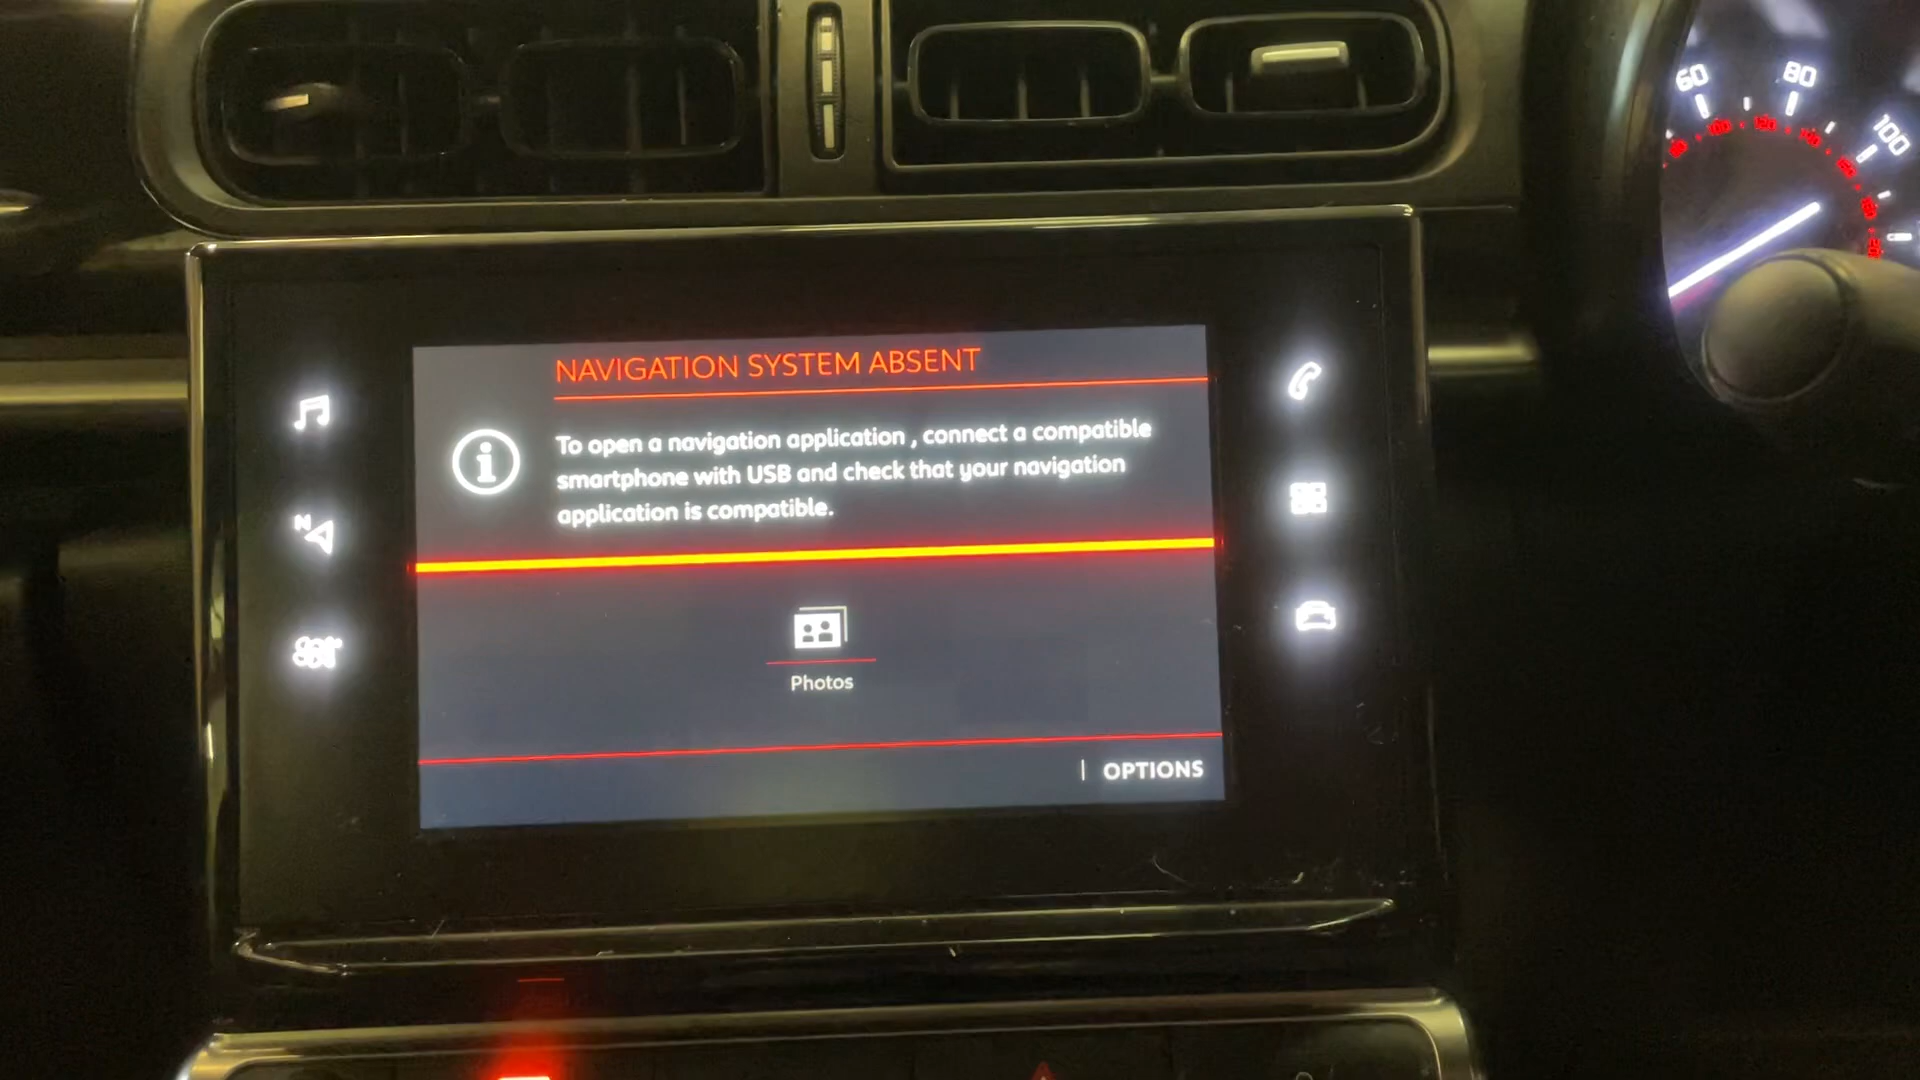 60
80
100
NAVIGATION SYSTEM ABSENT
To open a navigation application , connect a compatible
smartphone with USB and check that your navigation
application is compatible.
N
Photos
OPTIONS